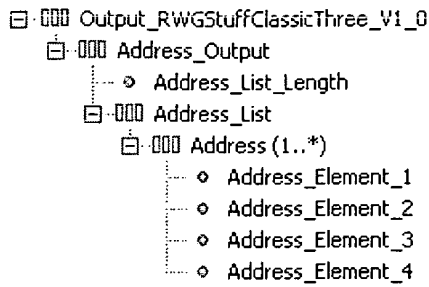 Output_RWGStuffClassicThree_V1_0
Address_Output
Address_List_Length
Address_List
Address (1..*)
Address_Element_1
Address_Element_2
Address_Element_3
Address_Element_4